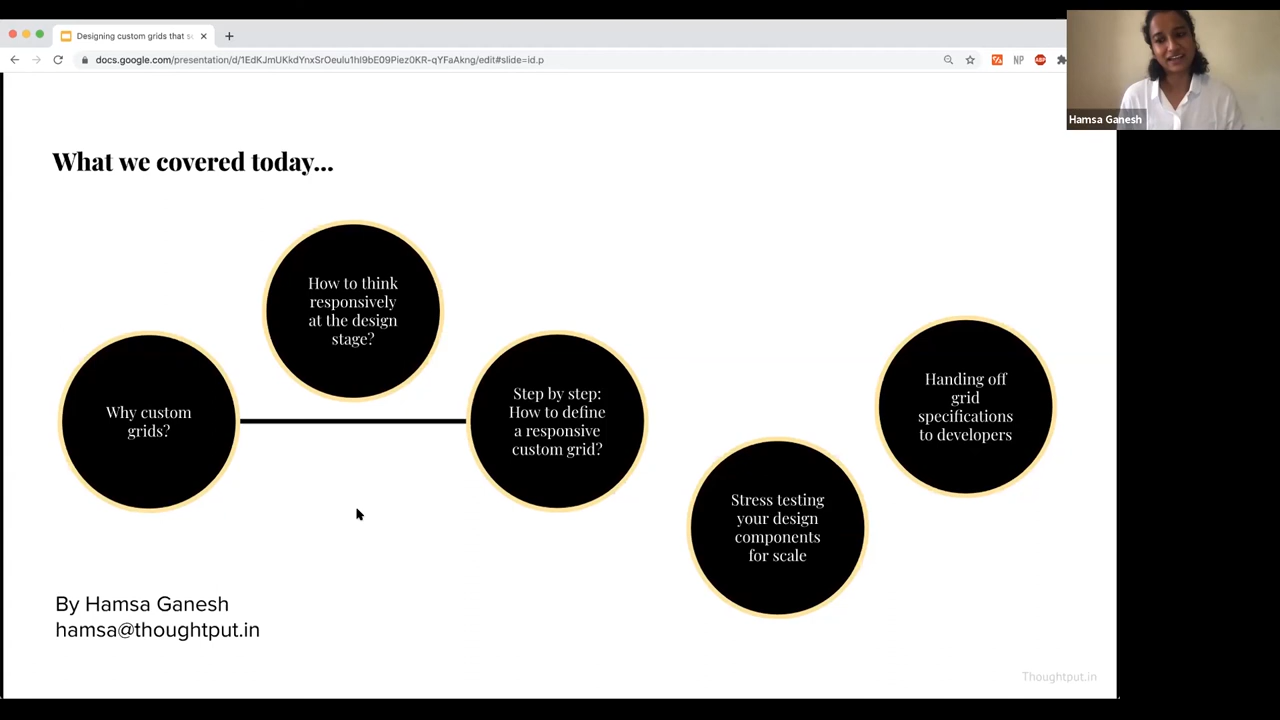 Designing custom grids that s
docs.google.com/presentation/d/1EdKJmUKkdYnxSrOeulu1hI9bE09Piez0KR-qYFaAkng/edit#slide=id.p
NP
ABP
Hamsa Ganesh
What we covered today...
How to think
responsively
at the design
stage?
Why custom
grids?
Step by step:
How to define
a responsive
custom grid?
Handing off
grid
specifications
to developers
Stress testing
your design
components
for scale
By Hamsa Ganesh
hamsa@thoughtput.in
Thoughtput.in